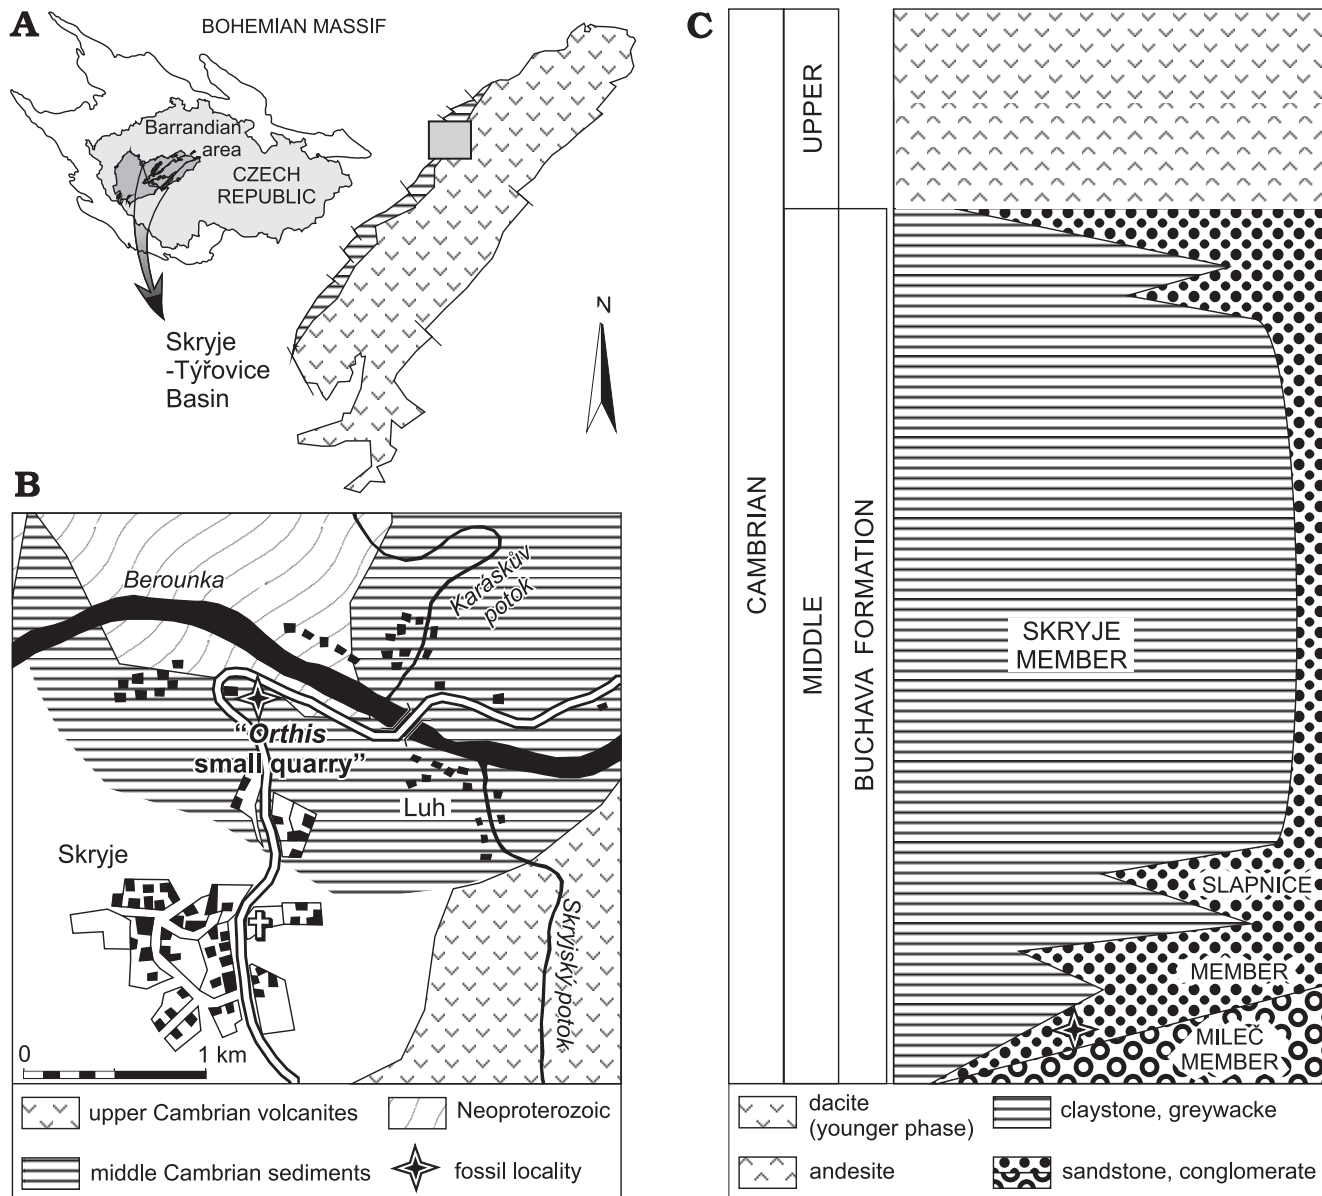 A
BOHEMIAN MASSIF
Barrandian
area
CZECH
REPUBLIC
Skryje
-Týřovice
Basin
N
B
Berounka
Karáskův
potok
"Orthis
small quarry"
Luh
Skryje
Skryjský potok
0
1 km
upper Cambrian volcanites
Neoproterozoic
middle Cambrian sediments
fossil locality
C
CAMBRIAN
UPPER
MIDDLE
BUCHAVA FORMATION
SKRYJE
MEMBER
SLAPNICE
MEMBER
MILEČ
MEMBER
dacite
(younger phase)
claystone, greywacke
andesite
sandstone, conglomerate